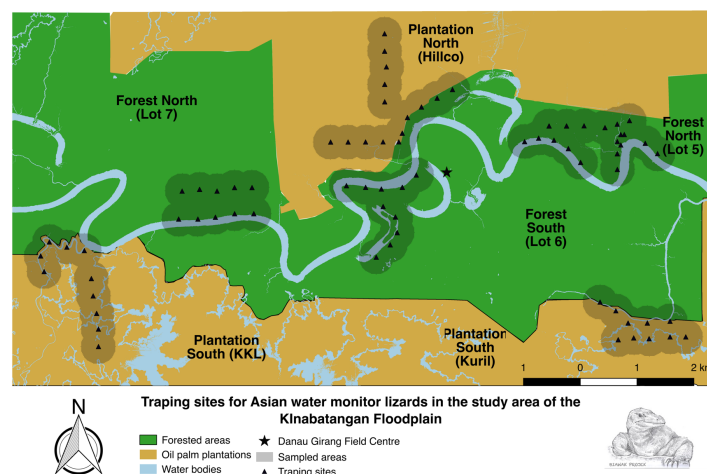 Plantation
North
(Hillco)
Forest North
(Lot 7)
Forest
North
(Lot 5)
Forest
South
(Lot 6)
Plantation
South (KKL)
Plantation
South
(Kuril)
1 0 1 2 km
Traping sites for Asian water monitor lizards in the study area of the
KInabatangan Floodplain
N
Forested areas
Oil palm plantations
Water bodies
Danau Girang Field Centre
Sampled areas
Traping sites
BIAWAK PROJECT